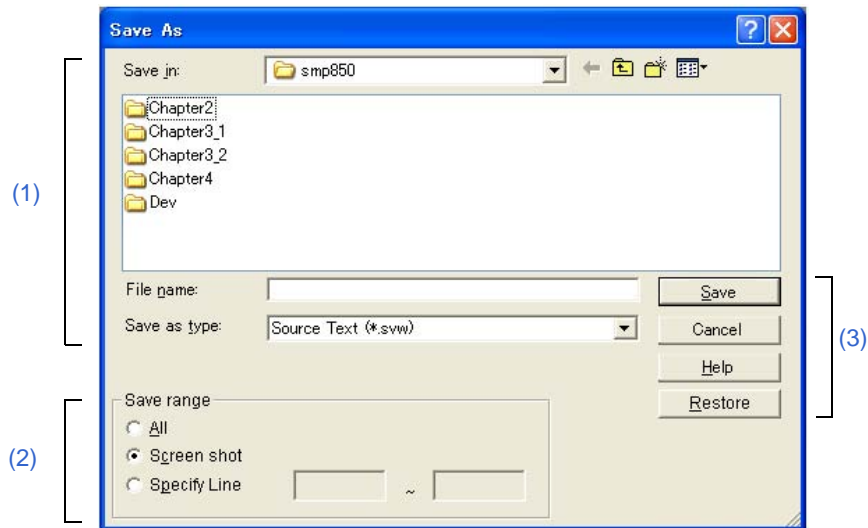 Save As
Save in: smp850
Chapter2
Chapter3_1
Chapter3_2
Chapter4
Dev
(1)
File name: Save
Save as type: Source Text (*.svw) Cancel
(3)
Help
Save range Restore
All
(2) Screen shot
Specify Line ~